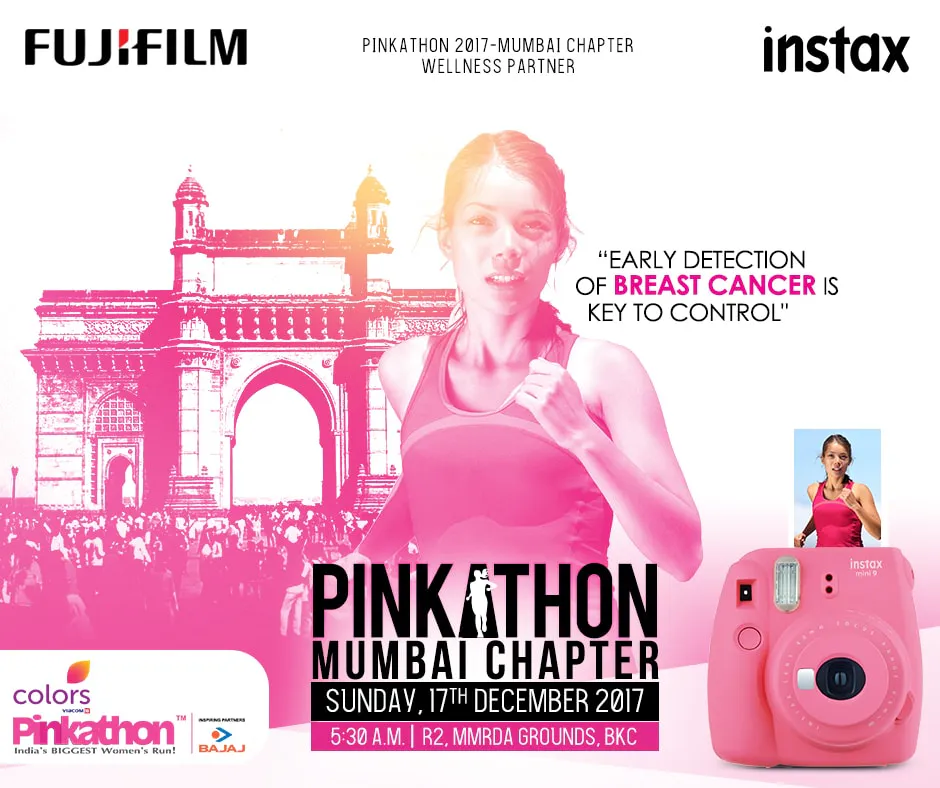 FUJIFILM
PINKATHON 2017-MUMBAI CHAPTER
WELLNESS PARTNER
instax
“EARLY DETECTION
OF BREAST CANCER IS
KEY TO CONTROL"
instax
mini 9
PINKATHON
MUMBAI CHAPTER
SUNDAY, 17TH DECEMBER 2017
5:30 A.M. | R2, MMRDA GROUNDS, BKC
colors
VIACOM18
Pinkathon™
India's BIGGEST Women's Run!
INSPIRING PARTNERS
BAJAJ